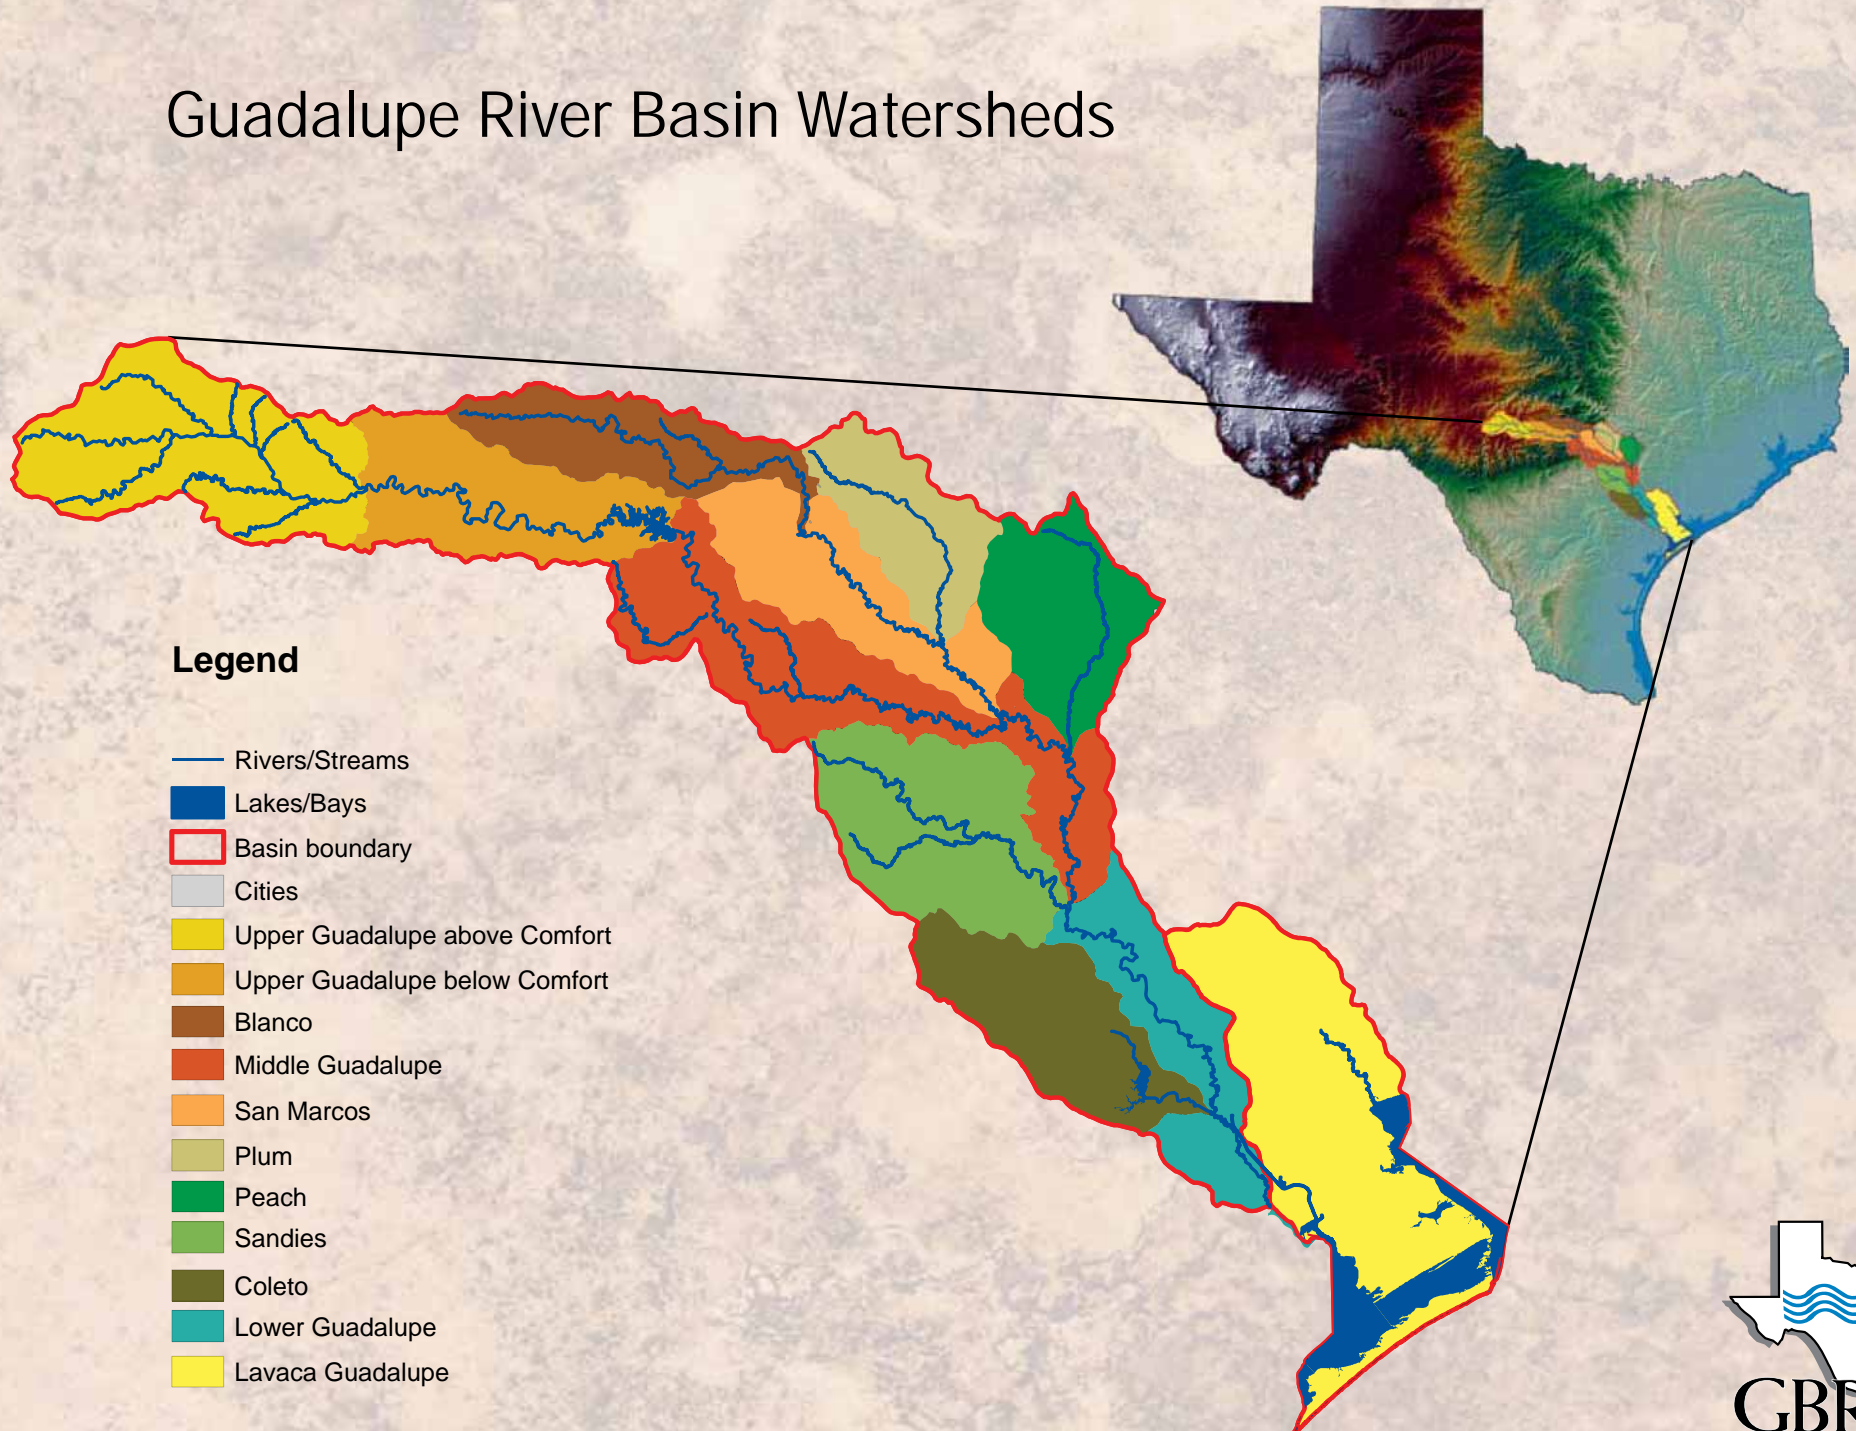 Guadalupe River Basin Watersheds
Legend
Rivers/Streams
Lakes/Bays
Basin boundary
Cities
Upper Guadalupe above Comfort
Upper Guadalupe below Comfort
Blanco
Middle Guadalupe
San Marcos
Plum
Peach
Sandies
Coleto
Lower Guadalupe
Lavaca Guadalupe
GBR